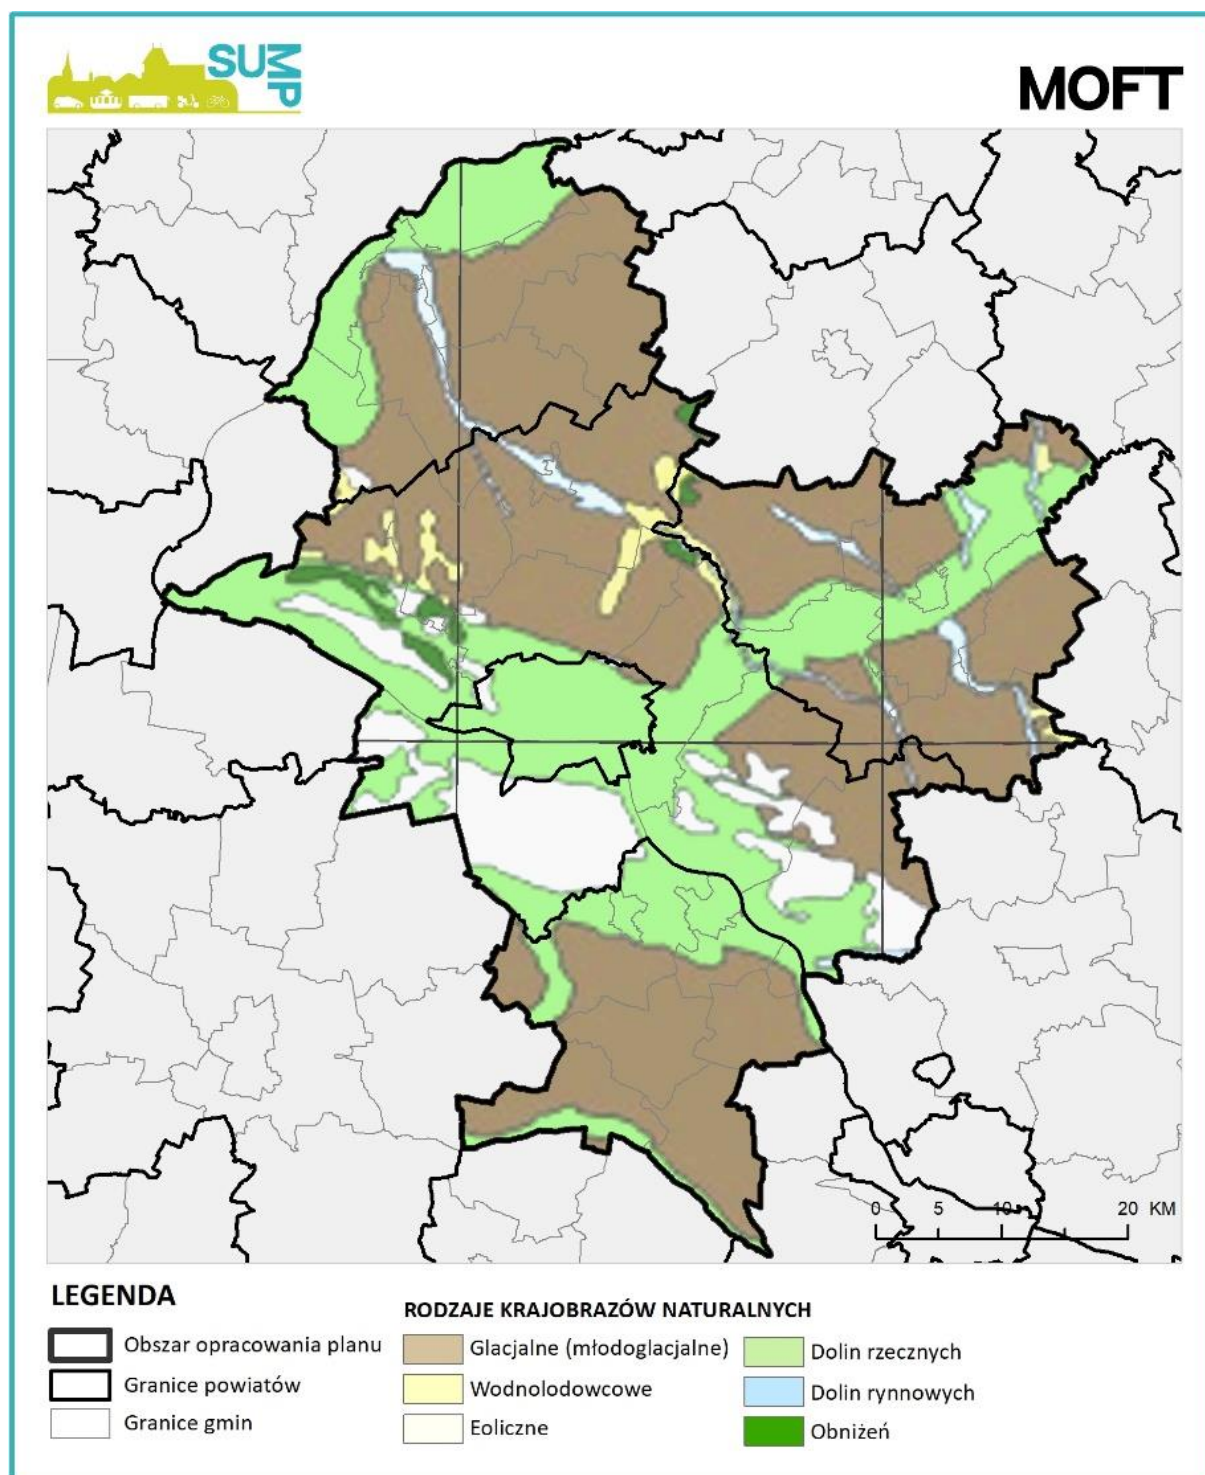 SUMP
MOFT
0 5 10 20 KM
LEGENDA
Obszar opracowania planu
Granice powiatów
Granice gmin
RODZAJE KRAJOBRAZÓW NATURALNYCH
Glacjalne (młodoglacjalne)
Wodnolodowcowe
Eoliczne
Dolin rzecznych
Dolin rynnowych
Obniżeń